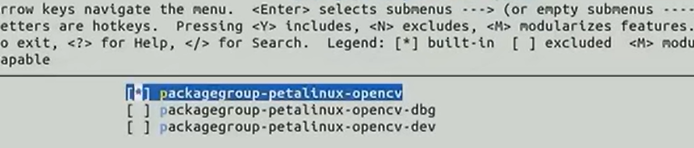 rrow keys navigate the menu. <Enter> selects submenus ---> (or empty submenus ----
etters are hotkeys. Pressing <Y> includes, <N> excludes, <M> modularizes features.
o exit, <?> for Help, </> for Search. Legend: [*] built-in [ ] excluded <M> modu
apable
[*] packagegroup-petalinux-opencv
[ ] packagegroup-petalinux-opencv-dbg
[ ] packagegroup-petalinux-opencv-dev